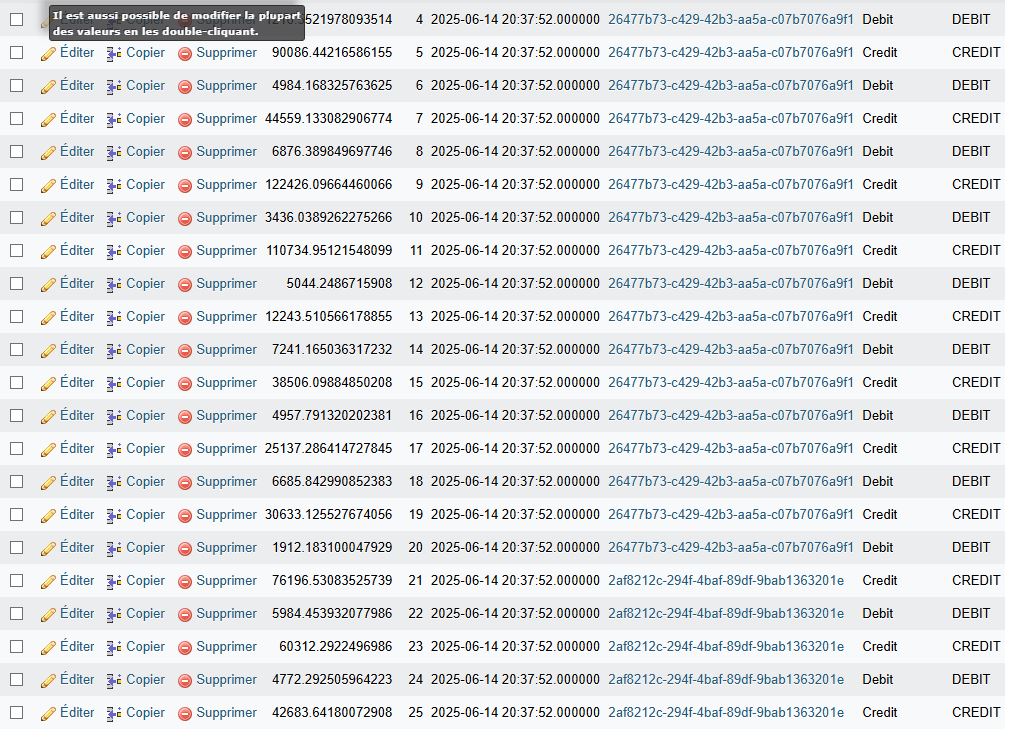 Il est aussi possible de modifier la plupart
des valeurs en les double-cliquant.
4 2025-06-14 20:37:52.000000 26477b73-c429-42b3-aa5a-c07b7076a9f1 Debit DEBIT
Éditer Copier Supprimer 90086.44216586155 5 2025-06-14 20:37:52.000000 26477b73-c429-42b3-aa5a-c07b7076a9f1 Credit CREDIT
Éditer Copier Supprimer 4984.168325763625 6 2025-06-14 20:37:52.000000 26477b73-c429-42b3-aa5a-c07b7076a9f1 Debit DEBIT
Éditer Copier Supprimer 44559.133082906774 7 2025-06-14 20:37:52.000000 26477b73-c429-42b3-aa5a-c07b7076a9f1 Credit CREDIT
Éditer Copier Supprimer 6876.389849697746 8 2025-06-14 20:37:52.000000 26477b73-c429-42b3-aa5a-c07b7076a9f1 Debit DEBIT
Éditer Copier Supprimer 122426.09664460066 9 2025-06-14 20:37:52.000000 26477b73-c429-42b3-aa5a-c07b7076a9f1 Credit CREDIT
Éditer Copier Supprimer 3436.0389262275266 10 2025-06-14 20:37:52.000000 26477b73-c429-42b3-aa5a-c07b7076a9f1 Debit DEBIT
Éditer Copier Supprimer 110734.95121548099 11 2025-06-14 20:37:52.000000 26477b73-c429-42b3-aa5a-c07b7076a9f1 Credit CREDIT
Éditer Copier Supprimer 5044.2486715908 12 2025-06-14 20:37:52.000000 26477b73-c429-42b3-aa5a-c07b7076a9f1 Debit DEBIT
Éditer Copier Supprimer 12243.510566178855 13 2025-06-14 20:37:52.000000 26477b73-c429-42b3-aa5a-c07b7076a9f1 Credit CREDIT
Éditer Copier Supprimer 7241.165036317232 14 2025-06-14 20:37:52.000000 26477b73-c429-42b3-aa5a-c07b7076a9f1 Debit DEBIT
Éditer Copier Supprimer 38506.09884850208 15 2025-06-14 20:37:52.000000 26477b73-c429-42b3-aa5a-c07b7076a9f1 Credit CREDIT
Éditer Copier Supprimer 4957.791320202381 16 2025-06-14 20:37:52.000000 26477b73-c429-42b3-aa5a-c07b7076a9f1 Debit DEBIT
Éditer Copier Supprimer 25137.286414727845 17 2025-06-14 20:37:52.000000 26477b73-c429-42b3-aa5a-c07b7076a9f1 Credit CREDIT
Éditer Copier Supprimer 6685.842990852383 18 2025-06-14 20:37:52.000000 26477b73-c429-42b3-aa5a-c07b7076a9f1 Debit DEBIT
Éditer Copier Supprimer 30633.125527674056 19 2025-06-14 20:37:52.000000 26477b73-c429-42b3-aa5a-c07b7076a9f1 Credit CREDIT
Éditer Copier Supprimer 1912.183100047929 20 2025-06-14 20:37:52.000000 26477b73-c429-42b3-aa5a-c07b7076a9f1 Debit DEBIT
Éditer Copier Supprimer 76196.53083525739 21 2025-06-14 20:37:52.000000 2af8212c-294f-4baf-89df-9bab1363201e Credit CREDIT
Éditer Copier Supprimer 5984.453932077986 22 2025-06-14 20:37:52.000000 2af8212c-294f-4baf-89df-9bab1363201e Debit DEBIT
Éditer Copier Supprimer 60312.2922496986 23 2025-06-14 20:37:52.000000 2af8212c-294f-4baf-89df-9bab1363201e Credit CREDIT
Éditer Copier Supprimer 4772.292505964223 24 2025-06-14 20:37:52.000000 2af8212c-294f-4baf-89df-9bab1363201e Debit DEBIT
Éditer Copier Supprimer 42683.64180072908 25 2025-06-14 20:37:52.000000 2af8212c-294f-4baf-89df-9bab1363201e Credit CREDIT